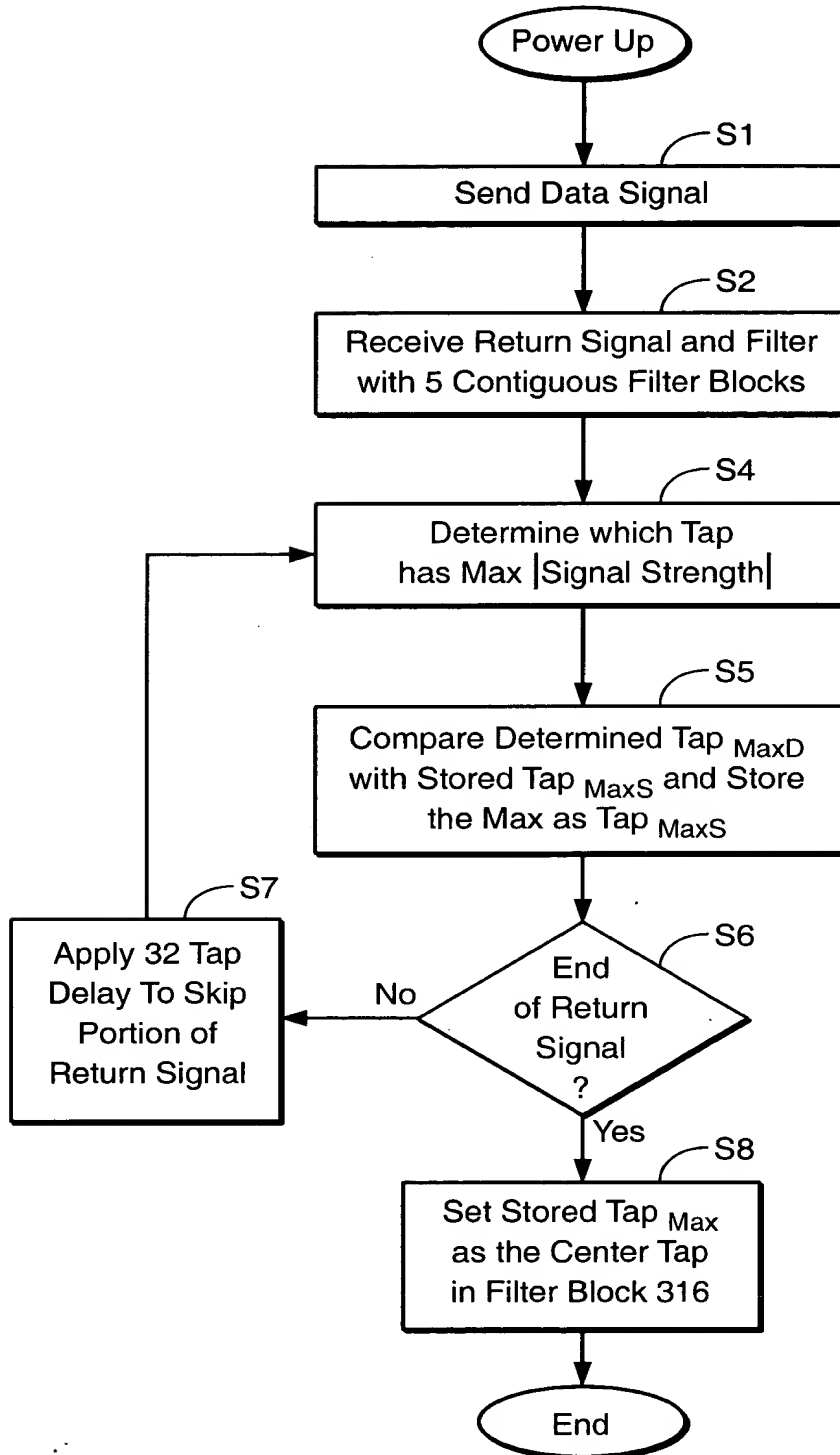 Power Up
S1
Send Data Signal
S2
Receive Return Signal and Filter
with 5 Contiguous Filter Blocks
S4
Determine which Tap
has Max |Signal Strength|
S5
Compare Determined Tap MaxD
with Stored Tap MaxS and Store
the Max as Tap MaxS
S7
Apply 32 Tap
Delay To Skip
Portion of
Return Signal
No
S6
End
of Return
Signal
?
Yes
S8
Set Stored Tap Max
as the Center Tap
in Filter Block 316
End